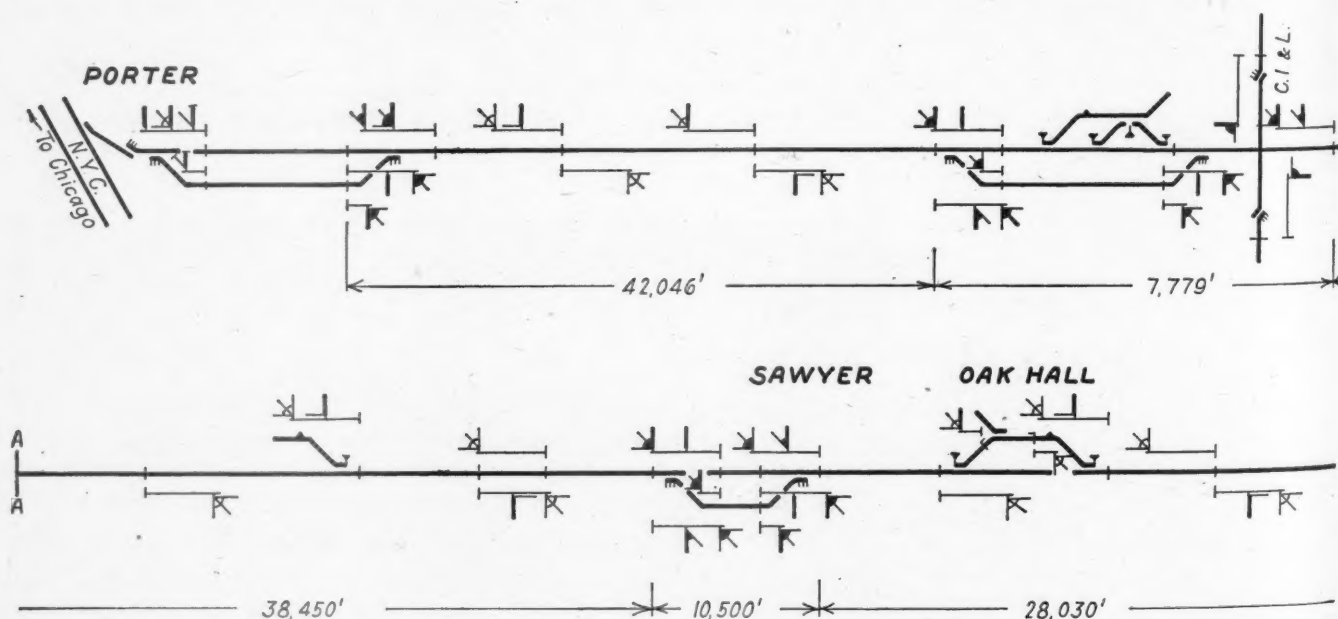 PORTER
To Chicago
N.Y.C.
C.I & L.
42,046'
7,779'
SAWYER
OAK HALL
A
A
38,450'
10,500'
28,030'